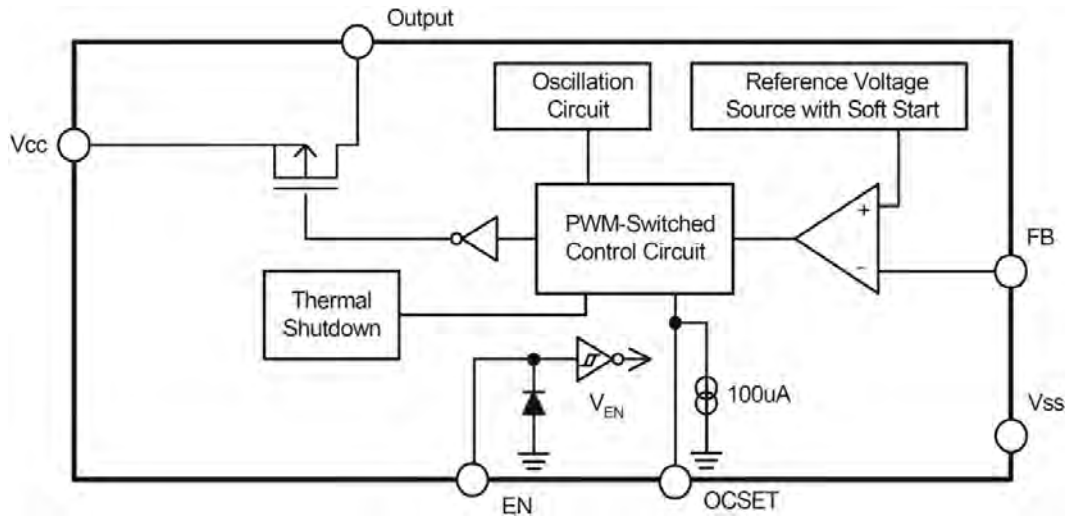 Output
Oscillation
Circuit
Reference Voltage
Source with Soft Start
Vcc
+
PWM-Switched
Control Circuit
-
FB
Thermal
Shutdown
VEN
100uA
Vss
EN
OCSET